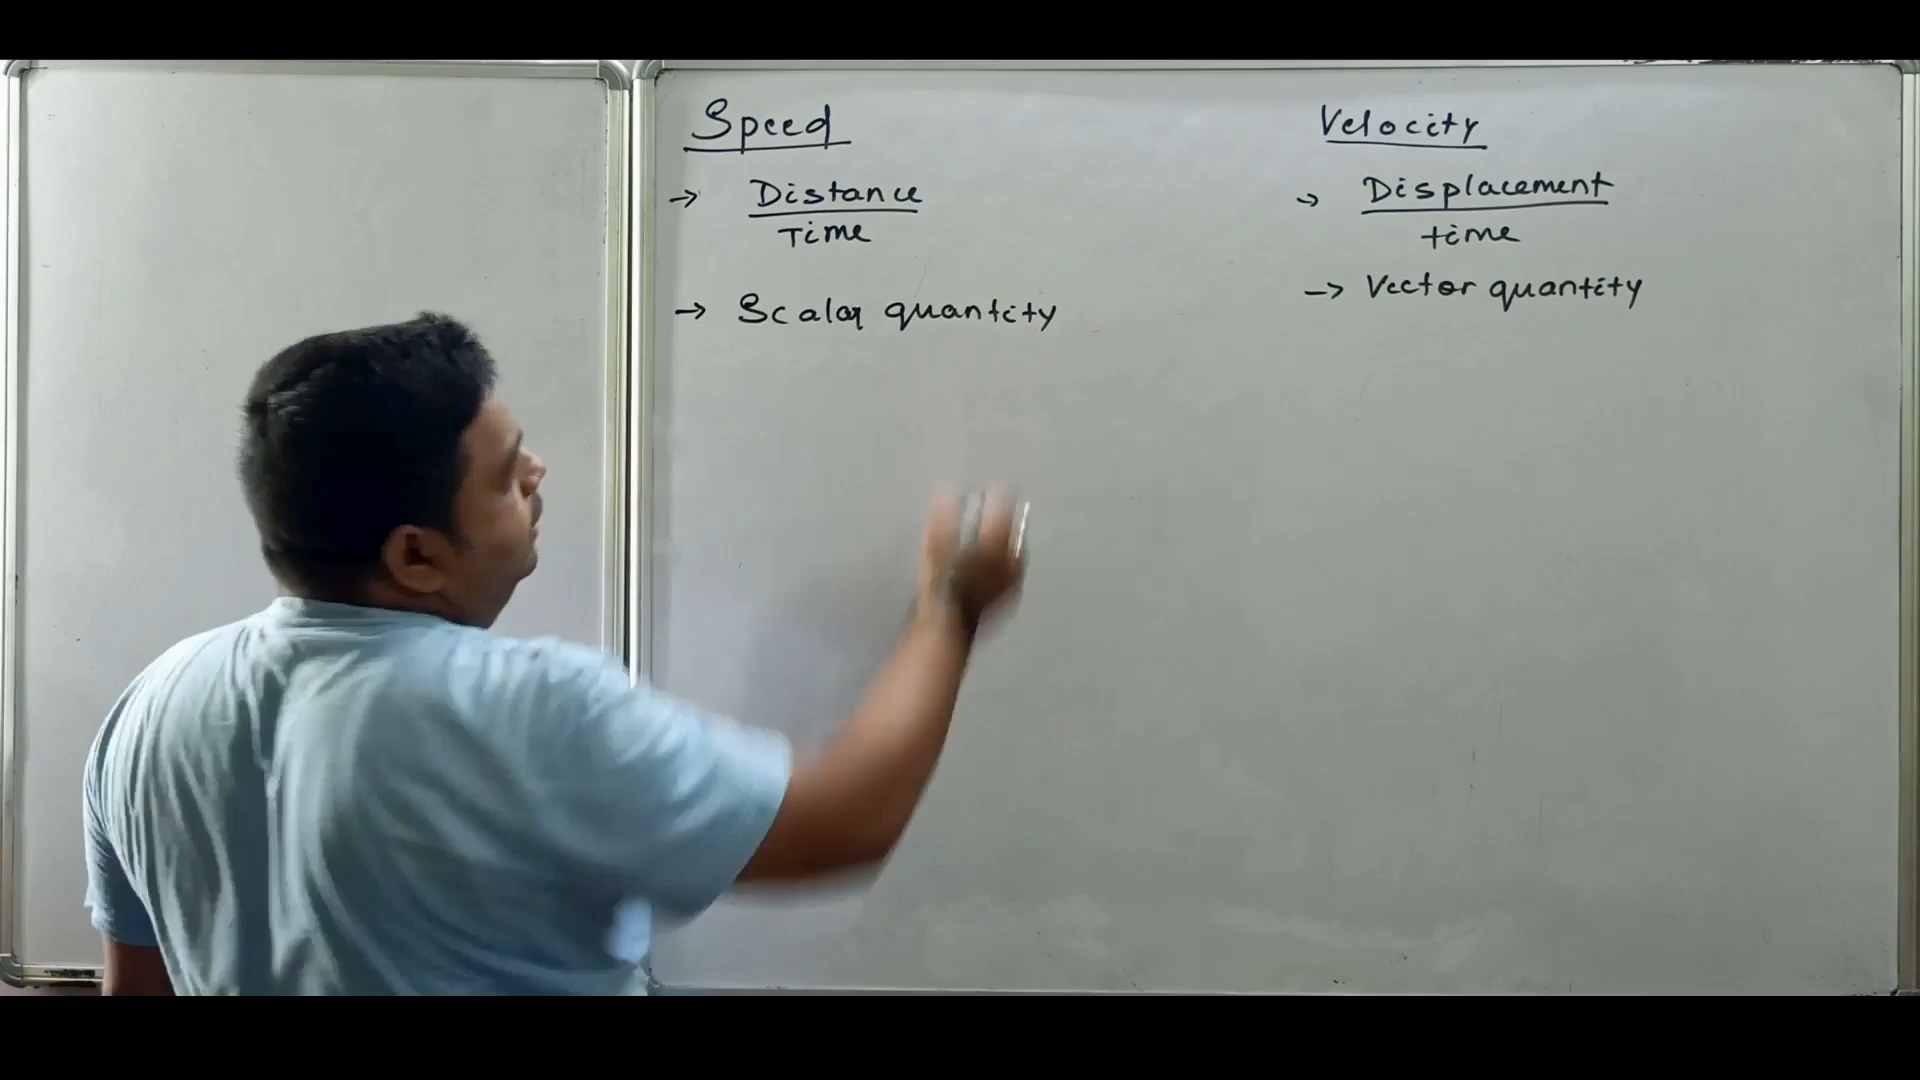 Speed
→ Distance
Time
→ Scalar quantity
Velocity
→ Displacement
time
→ Vector quantity